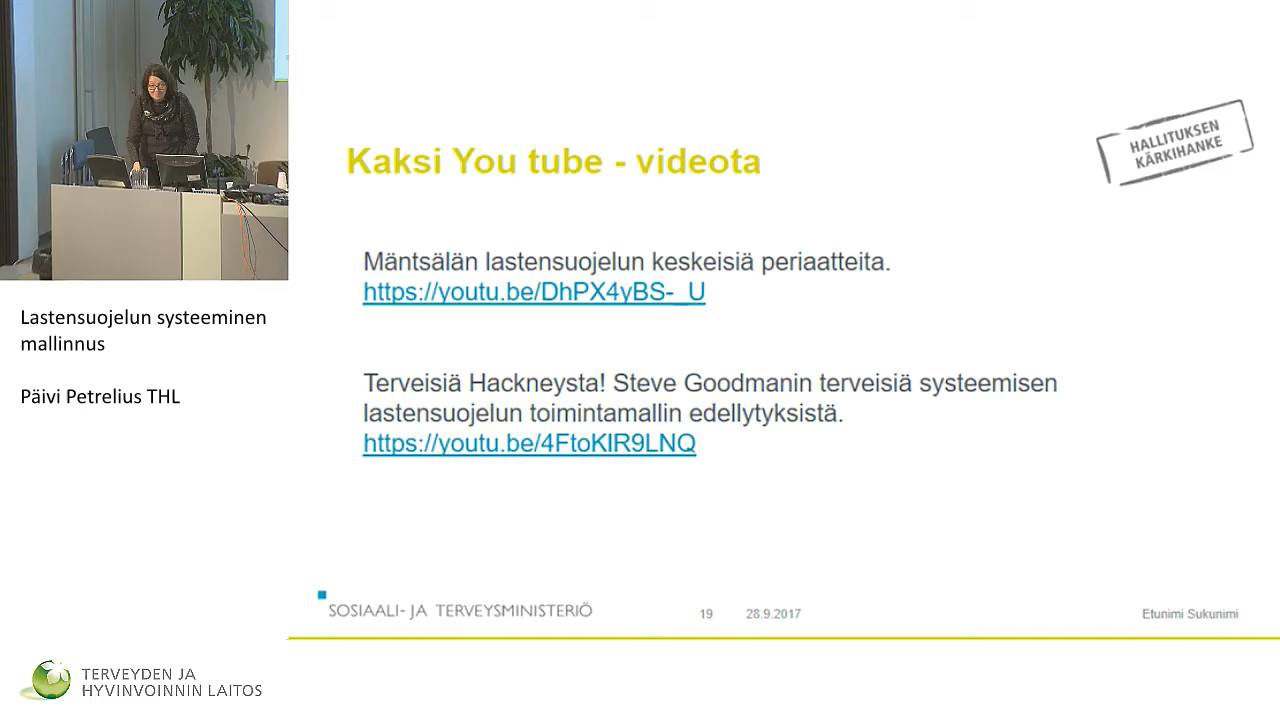 Kaksi You tube - videota
HALLITUKSEN
KÄRKIHANKE
Mäntsälän lastensuojelun keskeisiä periaatteita.
https://youtu.be/DhPX4yBS-_U
Terveisiä Hackneysta! Steve Goodmanin terveisiä systeemisen
lastensuojelun toimintamallin edellytyksistä.
https://youtu.be/4FtoKlR9LNQ
Lastensuojelun systeeminen
mallinnus
Päivi Petrelius THL
SOSIAALI- JA TERVEYSMINISTERIÖ
19
28.9.2017
Etunimi Sukunimi
TERVEYDEN JA
HYVINVOINNIN LAITOS